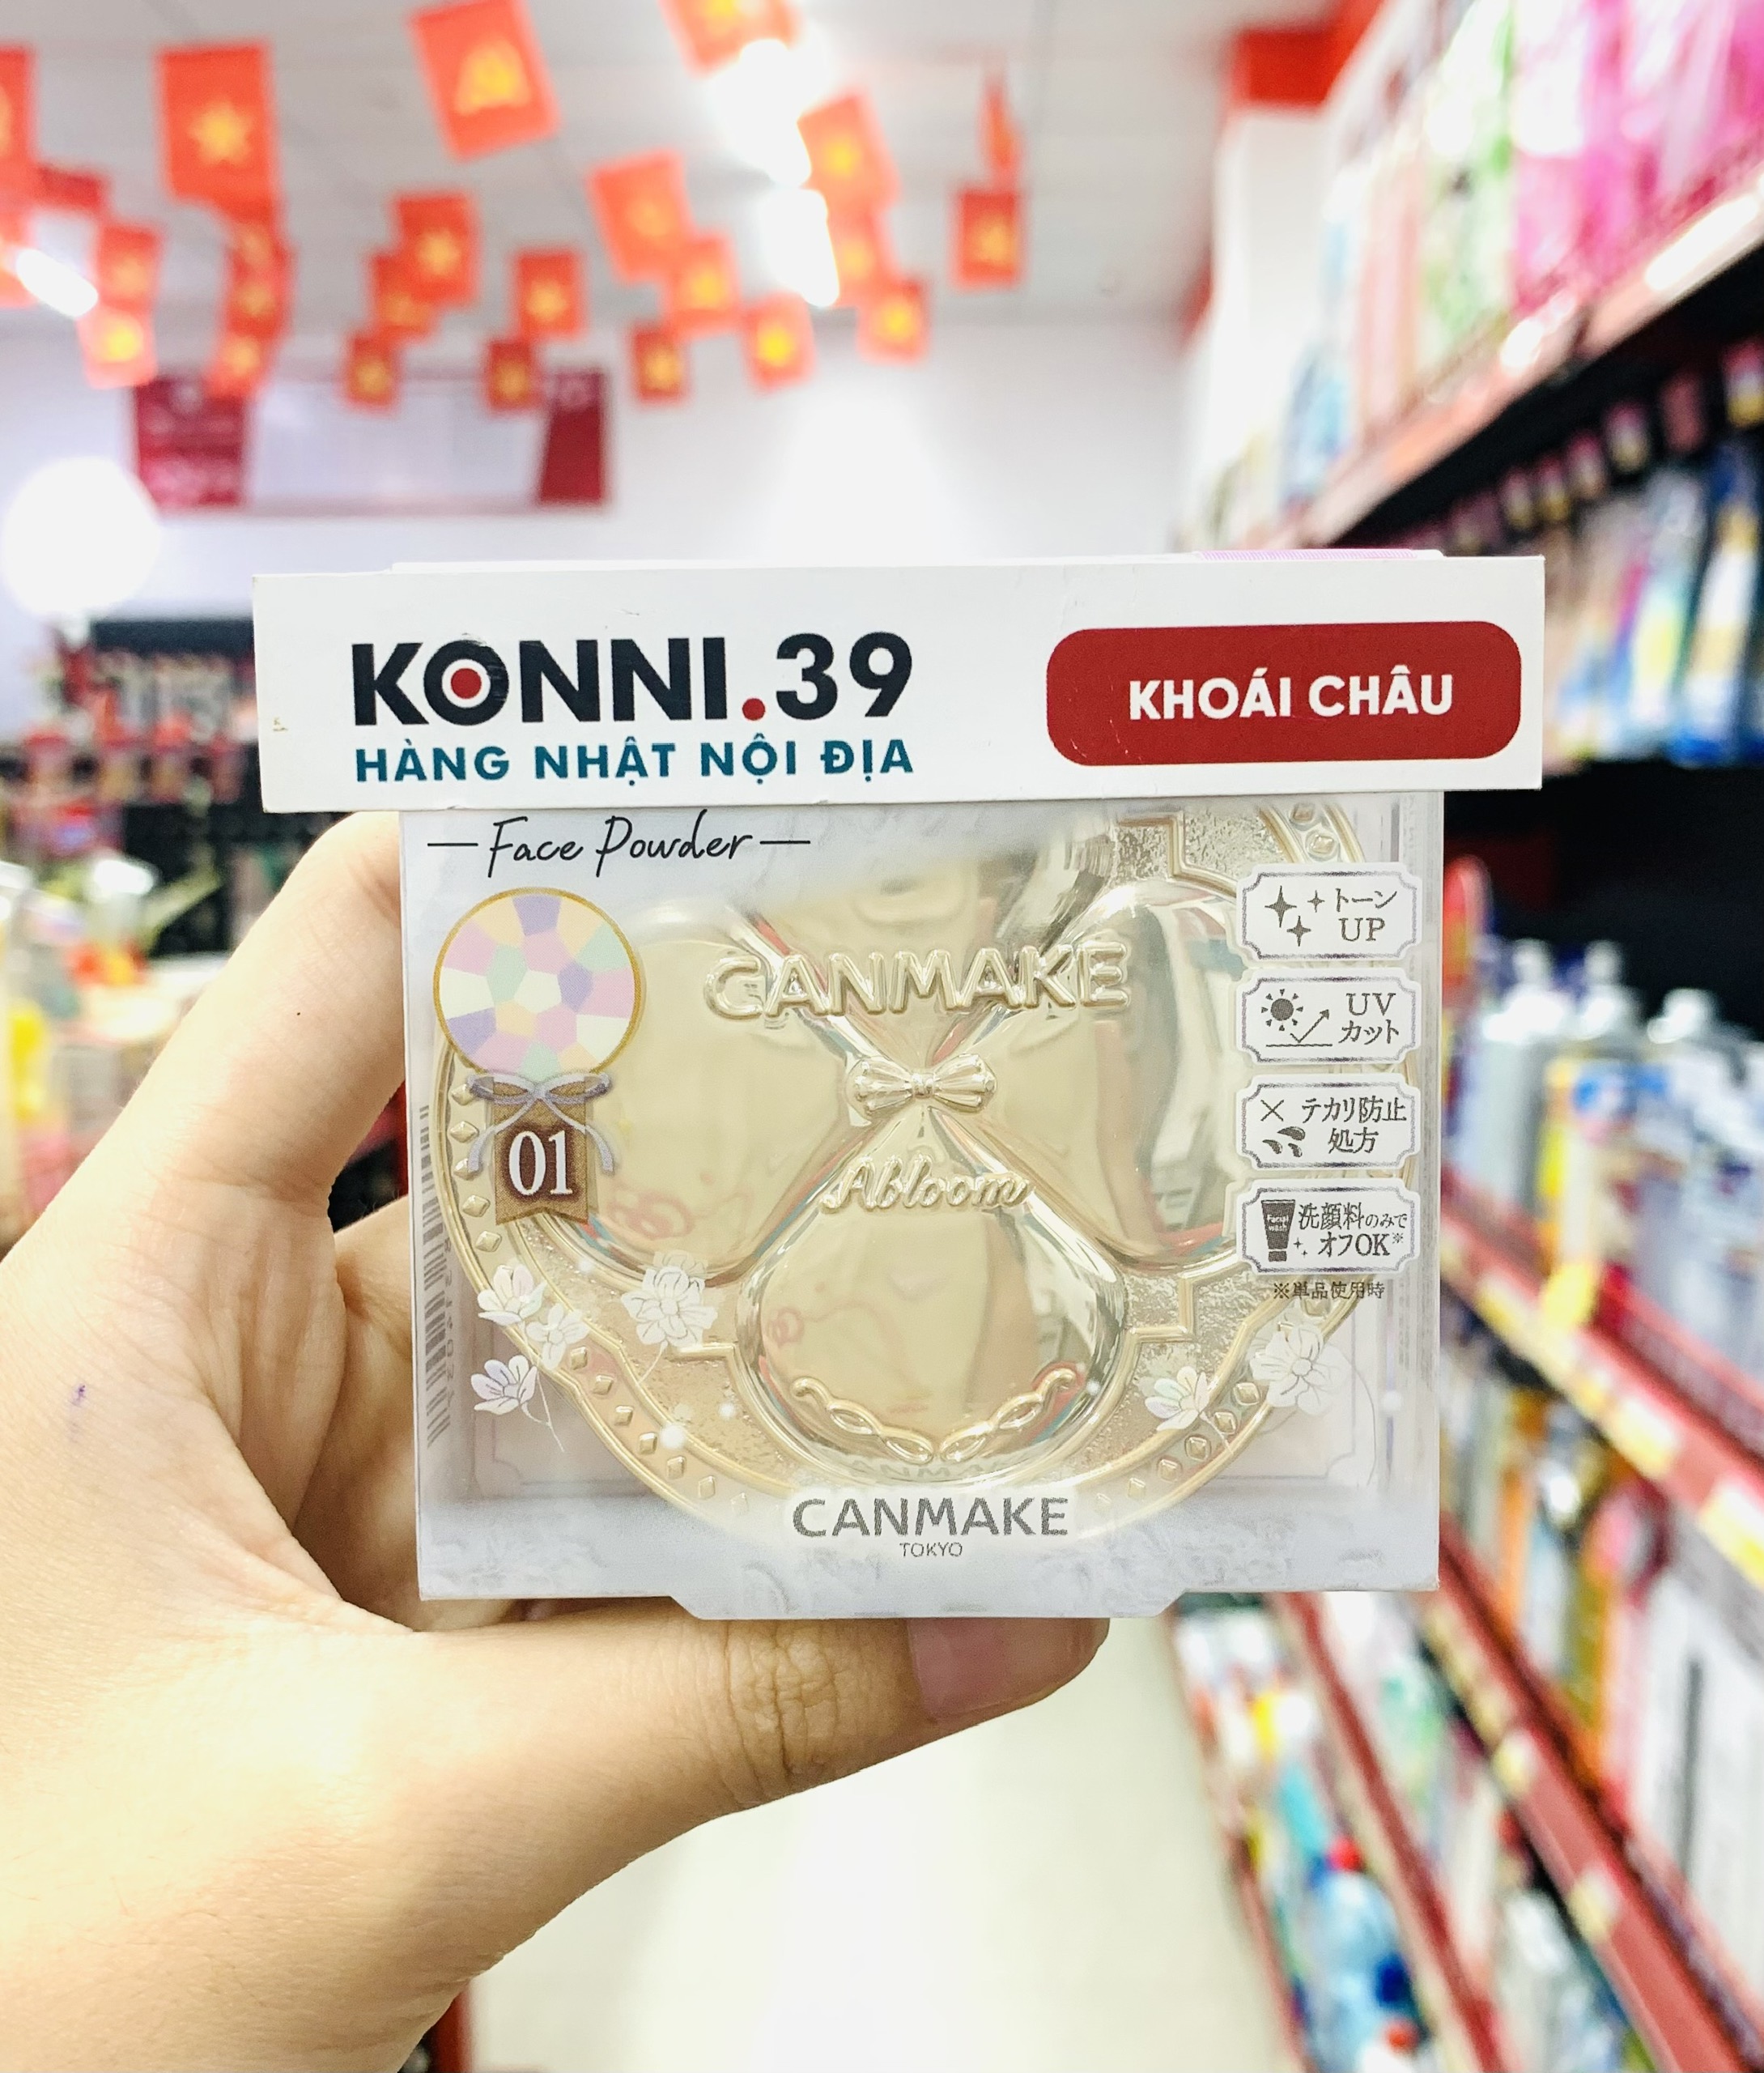 KONNI.39
HÀNG NHẬT NỘI ĐỊA
KHOÁI CHÂU
Face Powder
CANMAKE
Abloom
01
トーン
UP
UV
カット
テカリ防止
処方
Facial
wash
洗顔料のみで
オフOK※
※単品使用時
CANMAKE
TOKYO